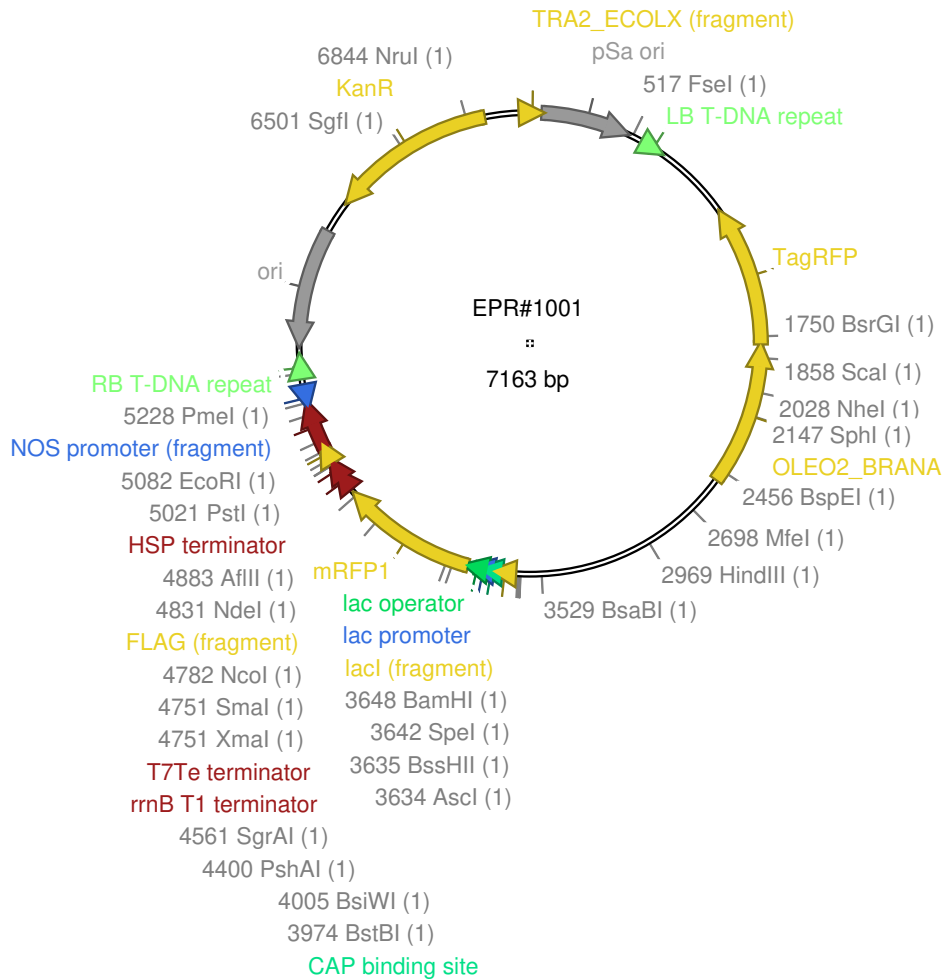 TRA2_ECOLX (fragment)
pSa ori
6844 NruI (1)
517 FseI (1)
KanR
LB T-DNA repeat
6501 SgfI (1)
TagRFP
ori
EPR#1001
7163 bp
1750 BsrGI (1)
1858 ScaI (1)
RB T-DNA repeat
2028 NheI (1)
5228 PmeI (1)
2147 SphI (1)
NOS promoter (fragment)
OLEO2_BRANA
5082 EcoRI (1)
2456 BspEI (1)
5021 PstI (1)
2698 MfeI (1)
HSP terminator
mRFP1
2969 HindIII (1)
4883 AflII (1)
lac operator
3529 BsaBI (1)
4831 NdeI (1)
lac promoter
FLAG (fragment)
lacI (fragment)
4782 NcoI (1)
3648 BamHI (1)
4751 SmaI (1)
3642 SpeI (1)
4751 XmaI (1)
3635 BssHII (1)
T7Te terminator
3634 AscI (1)
rrnB T1 terminator
4561 SgrAI (1)
4400 PshAI (1)
4005 BsiWI (1)
3974 BstBI (1)
CAP binding site